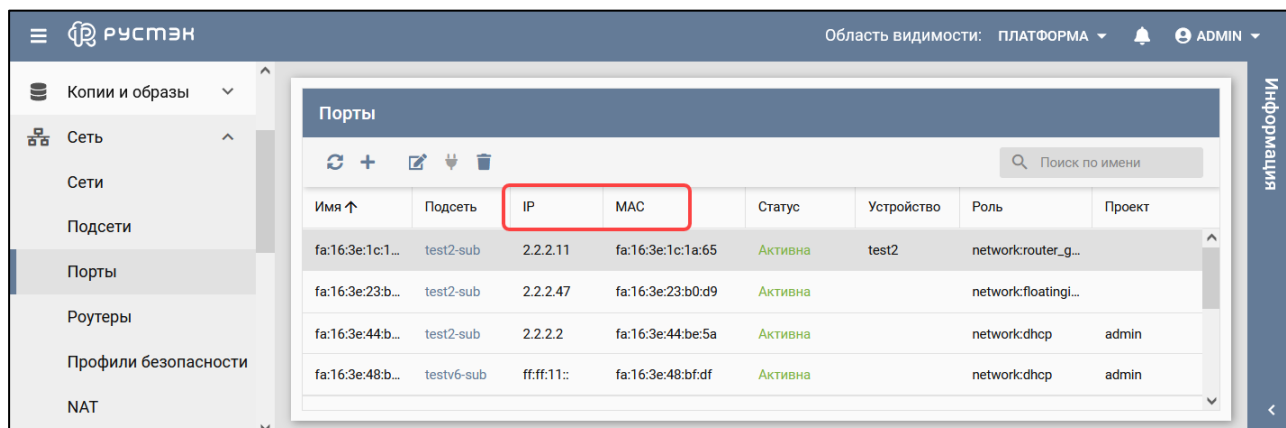 РУСТЭК
Область видимости: ПЛАТФОРМА
ADMIN
Копии и образы
Сеть
Сети
Подсети
Порты
Роутеры
Профили безопасности
NAT
Порты
Поиск по имени
Имя Подсеть IP MAC Статус Устройство Роль Проект
fa:16:3e:1c:1... test2-sub 2.2.2.11 fa:16:3e:1c:1a:65 Активна test2 network:router_g...
fa:16:3e:23:b... test2-sub 2.2.2.47 fa:16:3e:23:b0:d9 Активна network:floatingi...
fa:16:3e:44:b... test2-sub 2.2.2.2 fa:16:3e:44:be:5a Активна network:dhcp admin
fa:16:3e:48:b... testv6-sub ff:ff:11:: fa:16:3e:48:bf:df Активна network:dhcp admin
Информация